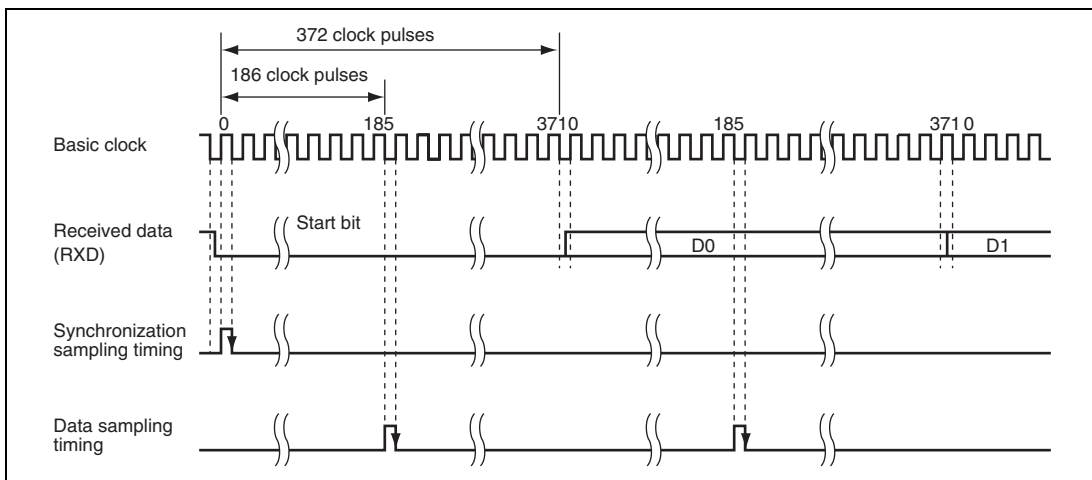 372 clock pulses
186 clock pulses
0 185 3710 185 371 0
Basic clock
Received data
(RXD)
Start bit
D0 D1
Synchronization
sampling timing
Data sampling
timing